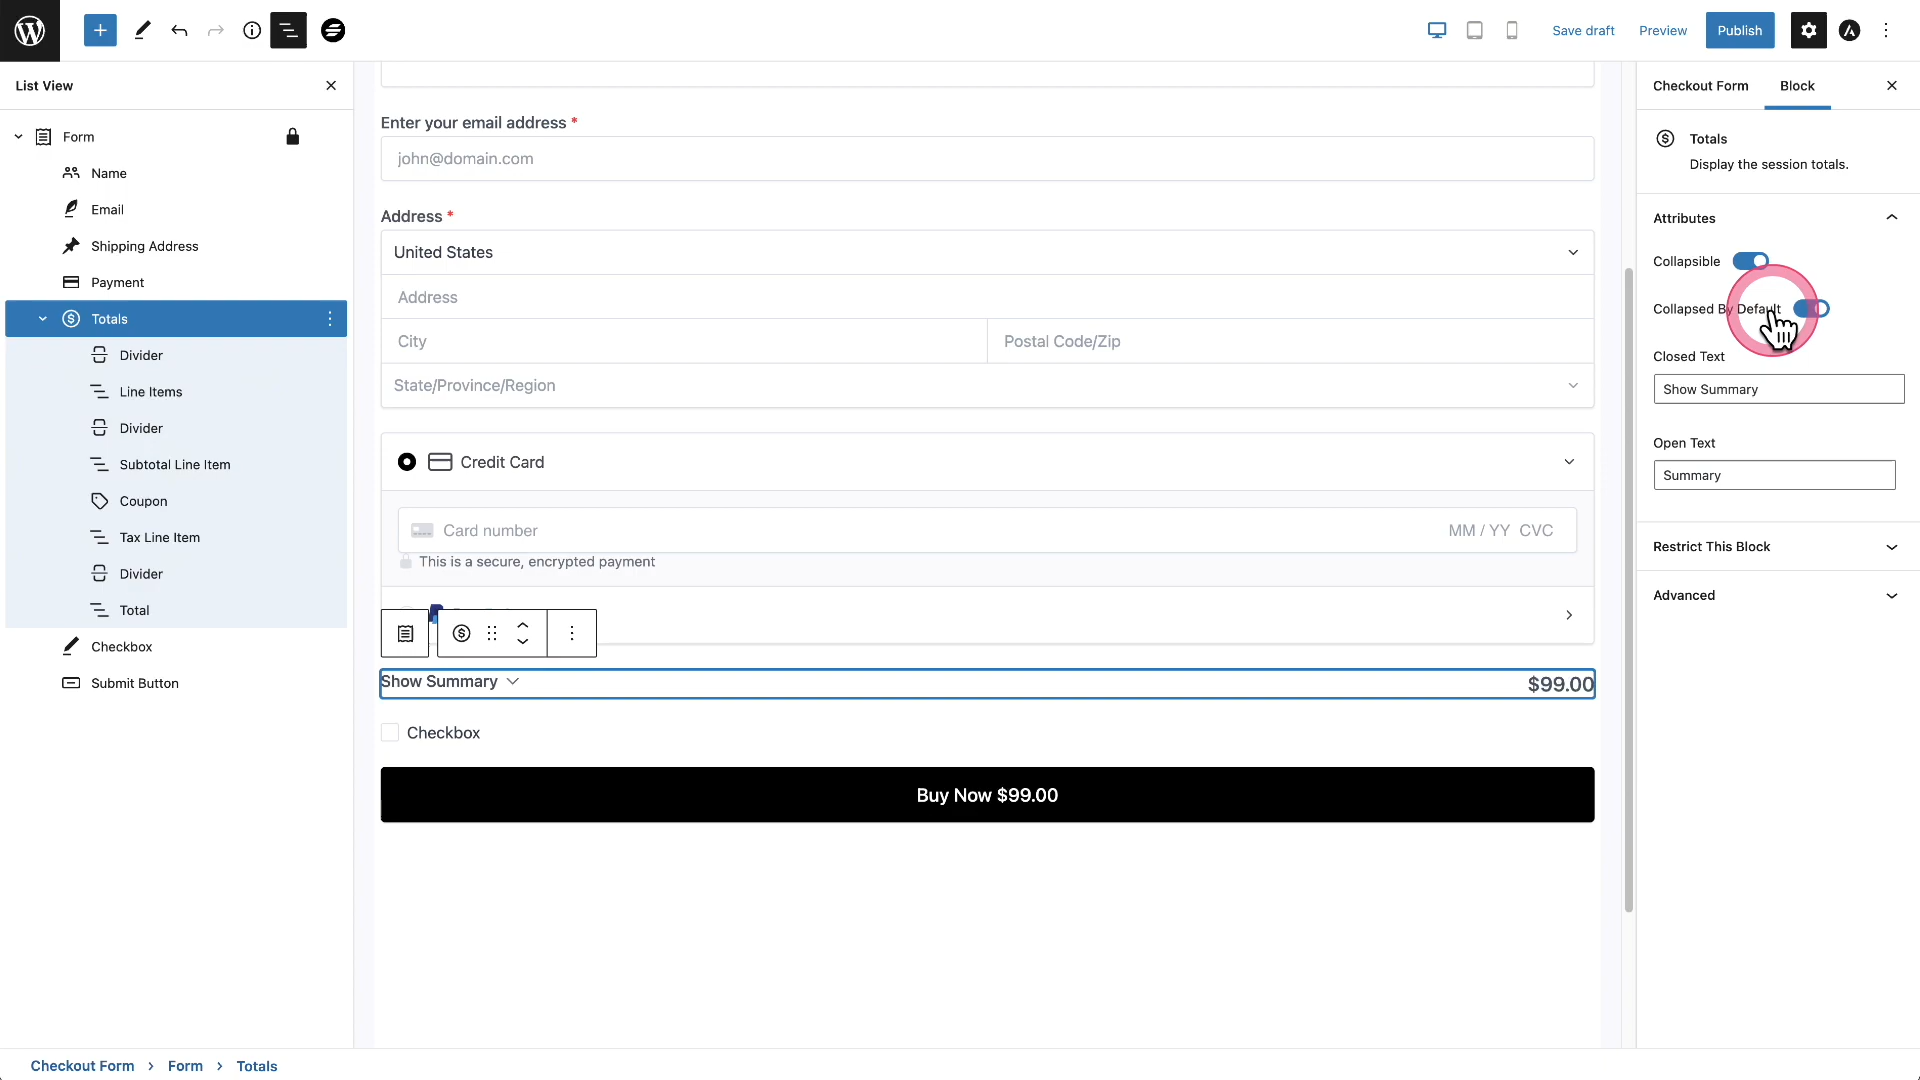 Save draft
Preview
Publish
List View
Form
Name
Email
Shipping Address
Payment
Totals
Divider
Line Items
Divider
Subtotal Line Item
Coupon
Tax Line Item
Divider
Total
Checkbox
Submit Button
Enter your email address *
john@domain.com
Address *
United States
Address
City
Postal Code/Zip
State/Province/Region
Credit Card
Card number
MM / YY CVC
This is a secure, encrypted payment
Show Summary
$99.00
Checkbox
Buy Now $99.00
Checkout Form
Block
Totals
Display the session totals.
Attributes
Collapsible
Collapsed By Default
Closed Text
Show Summary
Open Text
Summary
Restrict This Block
Advanced
Checkout Form › Form › Totals